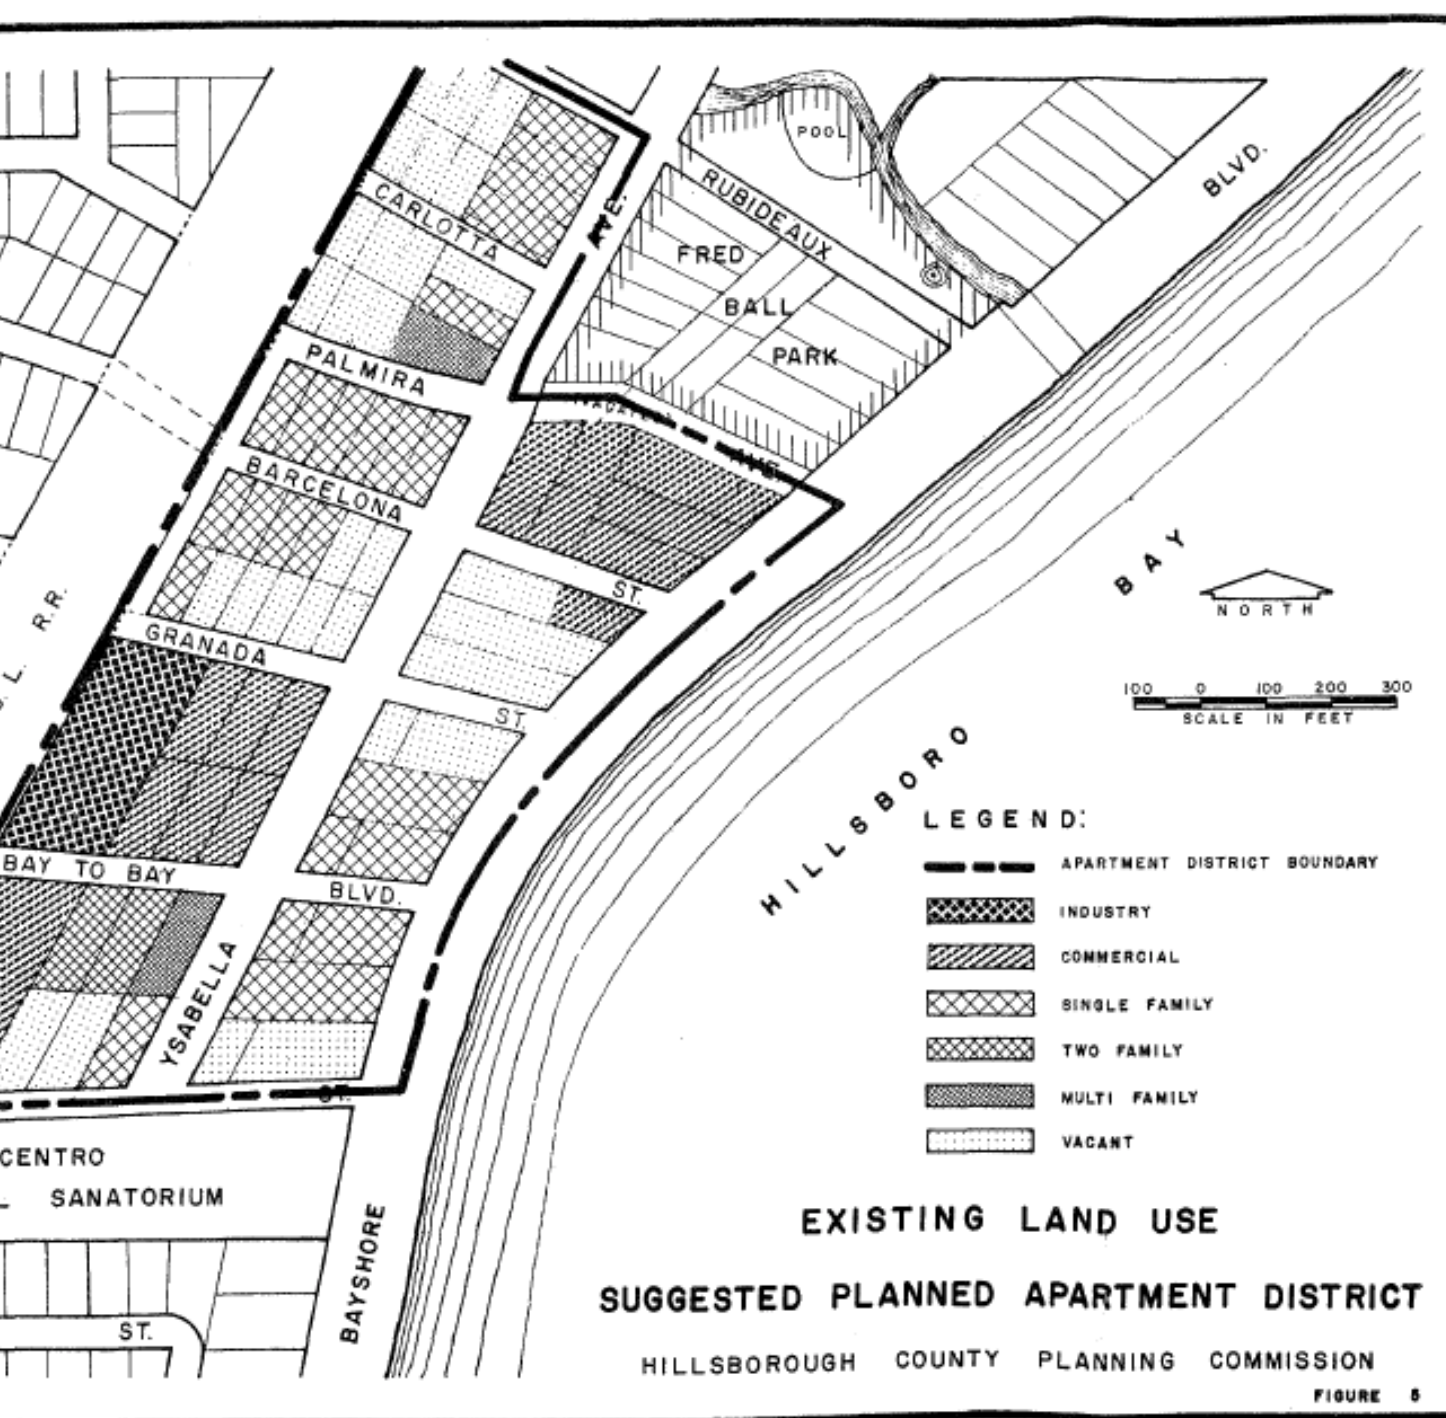 POOL
BLVD.
CARLOTTA
AVE.
RUBIDEAUX
FRED
BALL
PARK
PALMIRA
AVE.
BARCELONA
ST.
BAY
NORTH
R.R.
L.
GRANADA
ST.
100 0 100 200 300
SCALE IN FEET
HILLSBORO
LEGEND:
APARTMENT DISTRICT BOUNDARY
INDUSTRY
COMMERCIAL
SINGLE FAMILY
TWO FAMILY
MULTI FAMILY
VACANT
BAY TO BAY
BLVD.
YSABELLA
ST.
CENTRO
L SANATORIUM
BAYSHORE
ST.
EXISTING LAND USE
SUGGESTED PLANNED APARTMENT DISTRICT
HILLSBOROUGH COUNTY PLANNING COMMISSION
FIGURE 5